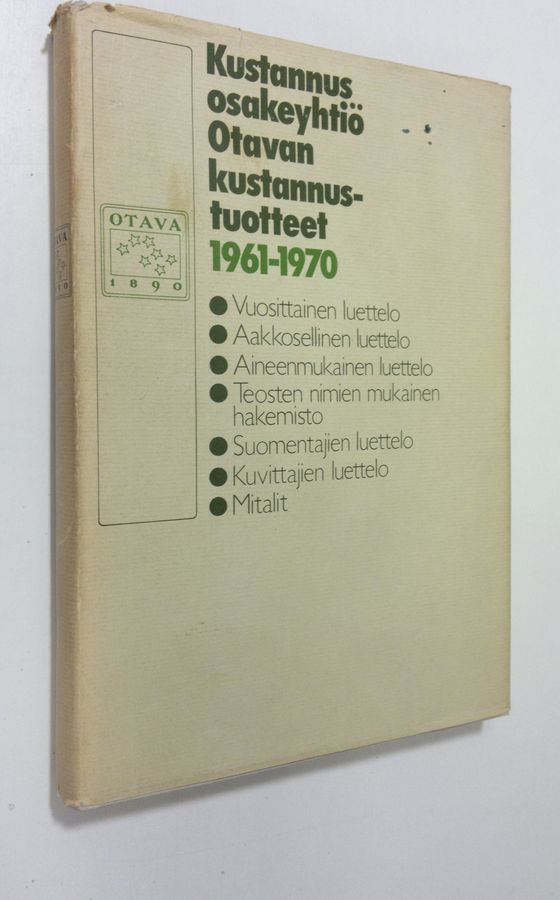 Kustannus
osakeyhtiö
Otavan
kustannus-
tuotteet
1961-1970
OTAVA
1890
● Vuosittainen luettelo
● Aakkosellinen luettelo
● Aineenmukainen luettelo
● Teosten nimien mukainen
hakemisto
● Suomentajien luettelo
● Kuvittajien luettelo
● Mitalit